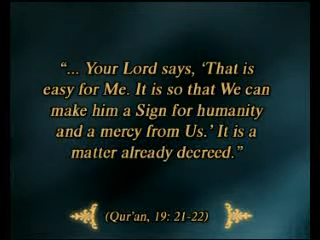 “... Your Lord says, ‘That is
easy for Me. It is so that We can
make him a Sign for humanity
and a mercy from Us.’ It is a
matter already decreed.”
(Qur'an, 19: 21-22)